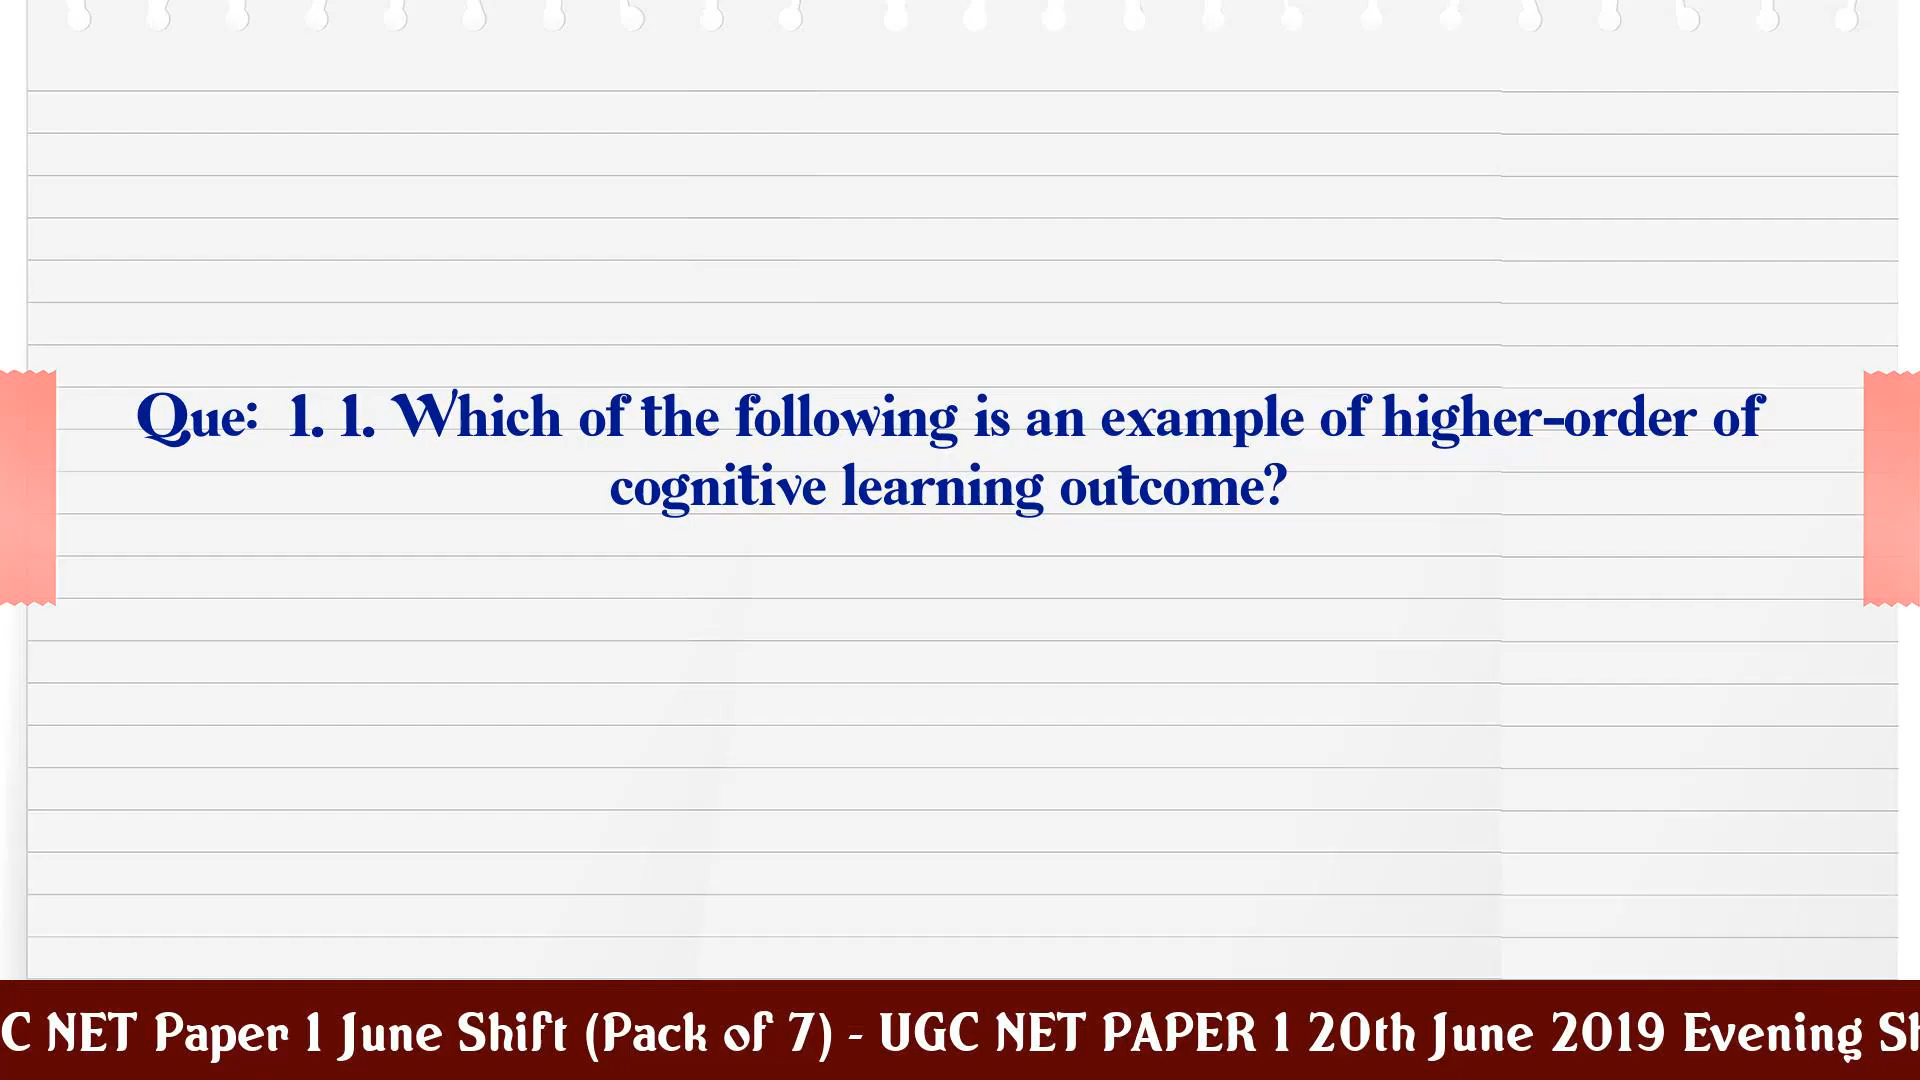 Que: 1. 1. Which of the following is an example of higher-order of
cognitive learning outcome?
C NET Paper 1 June Shift (Pack of 7) - UGC NET PAPER 1 20th June 2019 Evening Sh